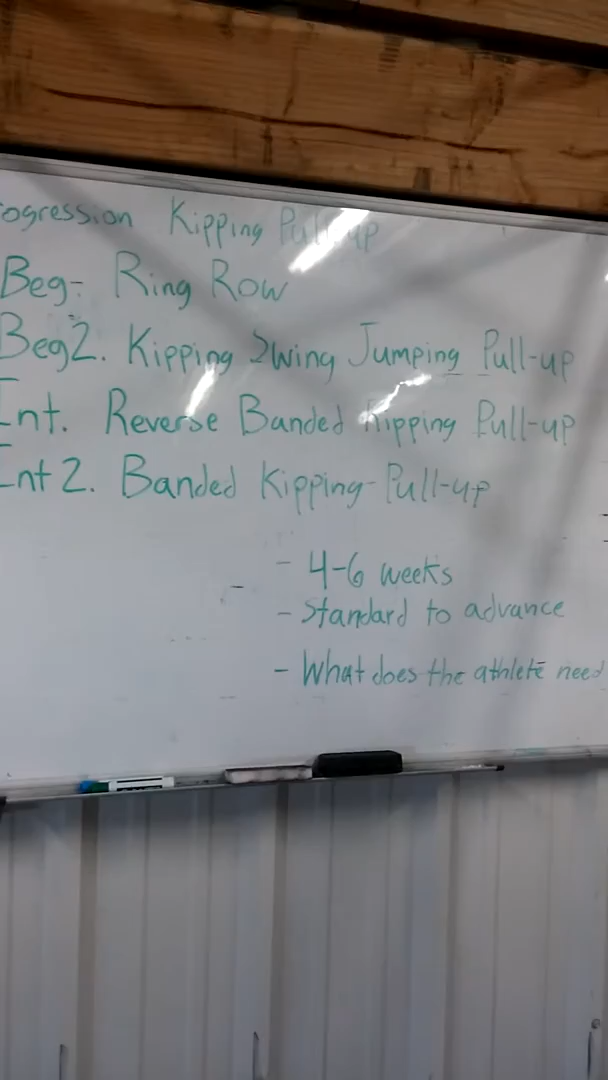 ogression Kipping Pull-up
Beg- Ring Row
Beg2. Kipping Swing Jumping Pull-up
Int. Reverse Banded Kipping Pull-up
Int 2. Banded Kipping-Pull-up
- 4-6 weeks
- Standard to advance
- What does the athlete need